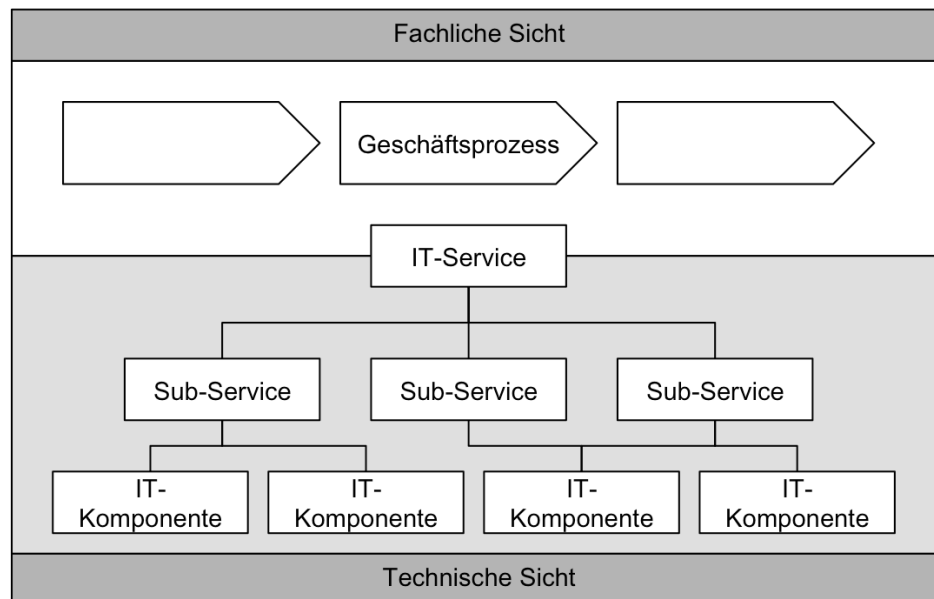 Fachliche Sicht
Geschäftsprozess
IT-Service
Sub-Service
Sub-Service
Sub-Service
IT-
Komponente
IT-
Komponente
IT-
Komponente
IT-
Komponente
Technische Sicht